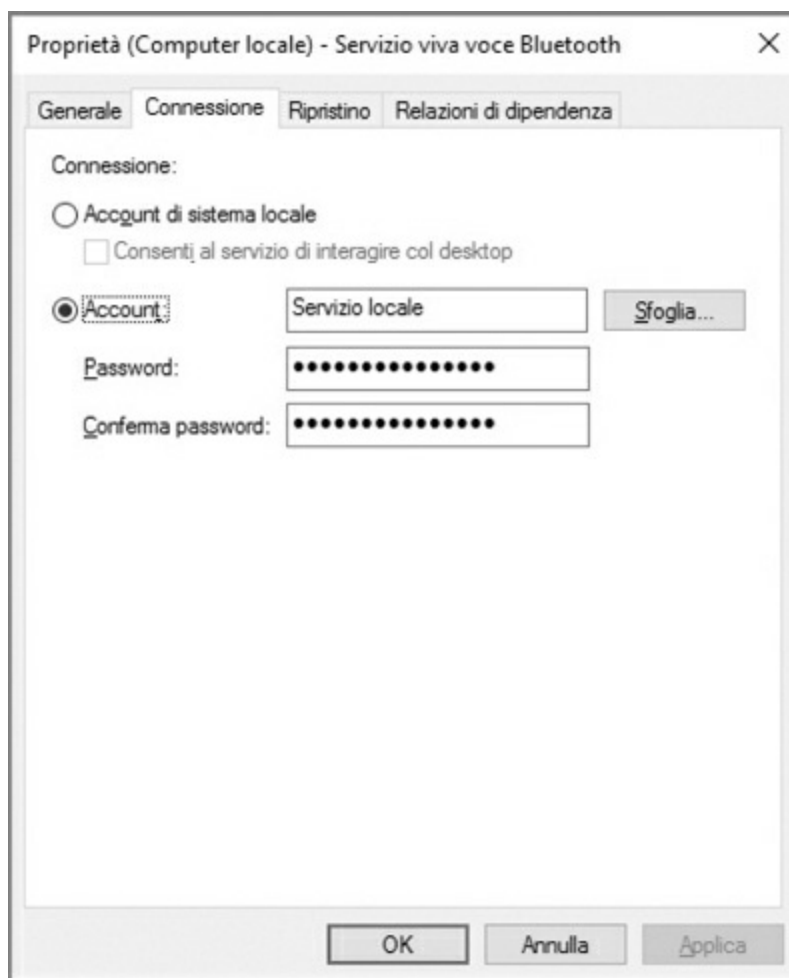 Proprietà (Computer locale) - Servizio viva voce Bluetooth
Generale Connessione Ripristino Relazioni di dipendenza
Connessione:
Account di sistema locale
Consenti al servizio di interagire col desktop
Account: Servizio locale Sfoglia...
Password: •••••••••••••••
Conferma password: •••••••••••••••
OK Annulla Applica